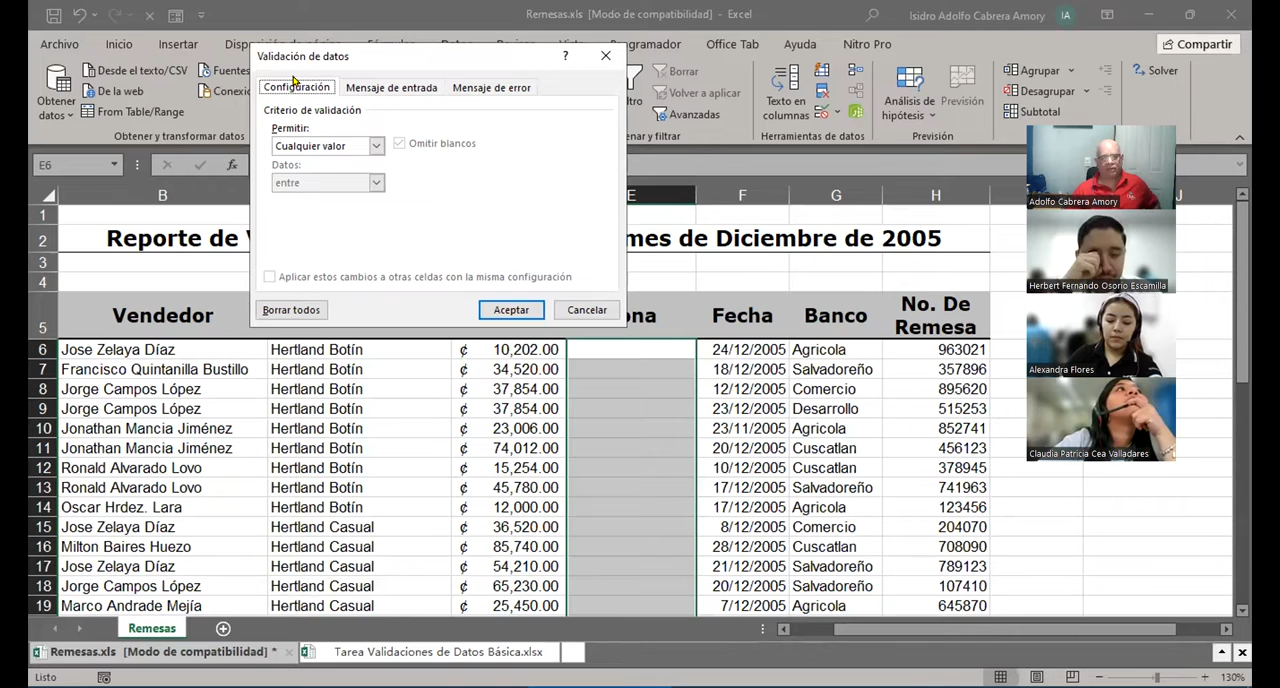 Remesas.xls [Modo de compatibilidad] - Excel
Isidro Adolfo Cabrera Amory
IA
Archivo Inicio Insertar Programador Office Tab Ayuda Nitro Pro Compartir
Validación de datos
?
Configuración Mensaje de entrada Mensaje de error
Criterio de validación
Permitir:
Cualquier valor
Omitir blancos
Datos:
entre
Aplicar estos cambios a otras celdas con la misma configuración
Borrar todos Aceptar Cancelar
Obtener datos
Desde el texto/CSV
De la web
From Table/Range
Fuentes
Conexio
Obtener y transformar datos
Borrar
Volver a aplicar
Avanzadas
Texto en columnas
Herramientas de datos
Análisis de hipótesis
Previsión
Previsión
Agrupar
Desagrupar
Subtotal
Solver
E6
fx
B E F G H J
1
2 Reporte de mes de Diciembre de 2005
3
4
5 Vendedor Fecha Banco No. De Remesa
6 Jose Zelaya Díaz Hertland Botín ¢ 10,202.00 24/12/2005 Agricola 963021
7 Francisco Quintanilla Bustillo Hertland Botín ¢ 34,520.00 18/12/2005 Salvadoreño 357896
8 Jorge Campos López Hertland Botín ¢ 37,854.00 12/12/2005 Comercio 895620
9 Jorge Campos López Hertland Botín ¢ 37,854.00 23/12/2005 Desarrollo 515253
10 Jonathan Mancia Jiménez Hertland Botín ¢ 23,006.00 23/11/2005 Agricola 852741
11 Jonathan Mancia Jiménez Hertland Botín ¢ 74,012.00 20/12/2005 Cuscatlan 456123
12 Ronald Alvarado Lovo Hertland Botín ¢ 15,254.00 10/12/2005 Cuscatlan 378945
13 Ronald Alvarado Lovo Hertland Botín ¢ 45,780.00 17/12/2005 Salvadoreño 741963
14 Oscar Hrdez. Lara Hertland Botín ¢ 12,000.00 17/12/2005 Agricola 123456
15 Jose Zelaya Díaz Hertland Casual ¢ 36,520.00 8/12/2005 Comercio 204070
16 Milton Baires Huezo Hertland Casual ¢ 85,740.00 28/12/2005 Cuscatlan 708090
17 Jose Zelaya Díaz Hertland Casual ¢ 54,210.00 21/12/2005 Salvadoreño 789123
18 Jorge Campos López Hertland Casual ¢ 65,230.00 20/12/2005 Salvadoreño 107410
19 Marco Andrade Mejía Hertland Casual ¢ 25,450.00 7/12/2005 Agricola 645870
Adolfo Cabrera Amory
Herbert Fernando Osorio Escamilla
Alexandra Flores
Claudia Patricia Cea Valladares
Remesas
Remesas.xls [Modo de compatibilidad] *
Tarea Validaciones de Datos Básica.xlsx
Listo
130%